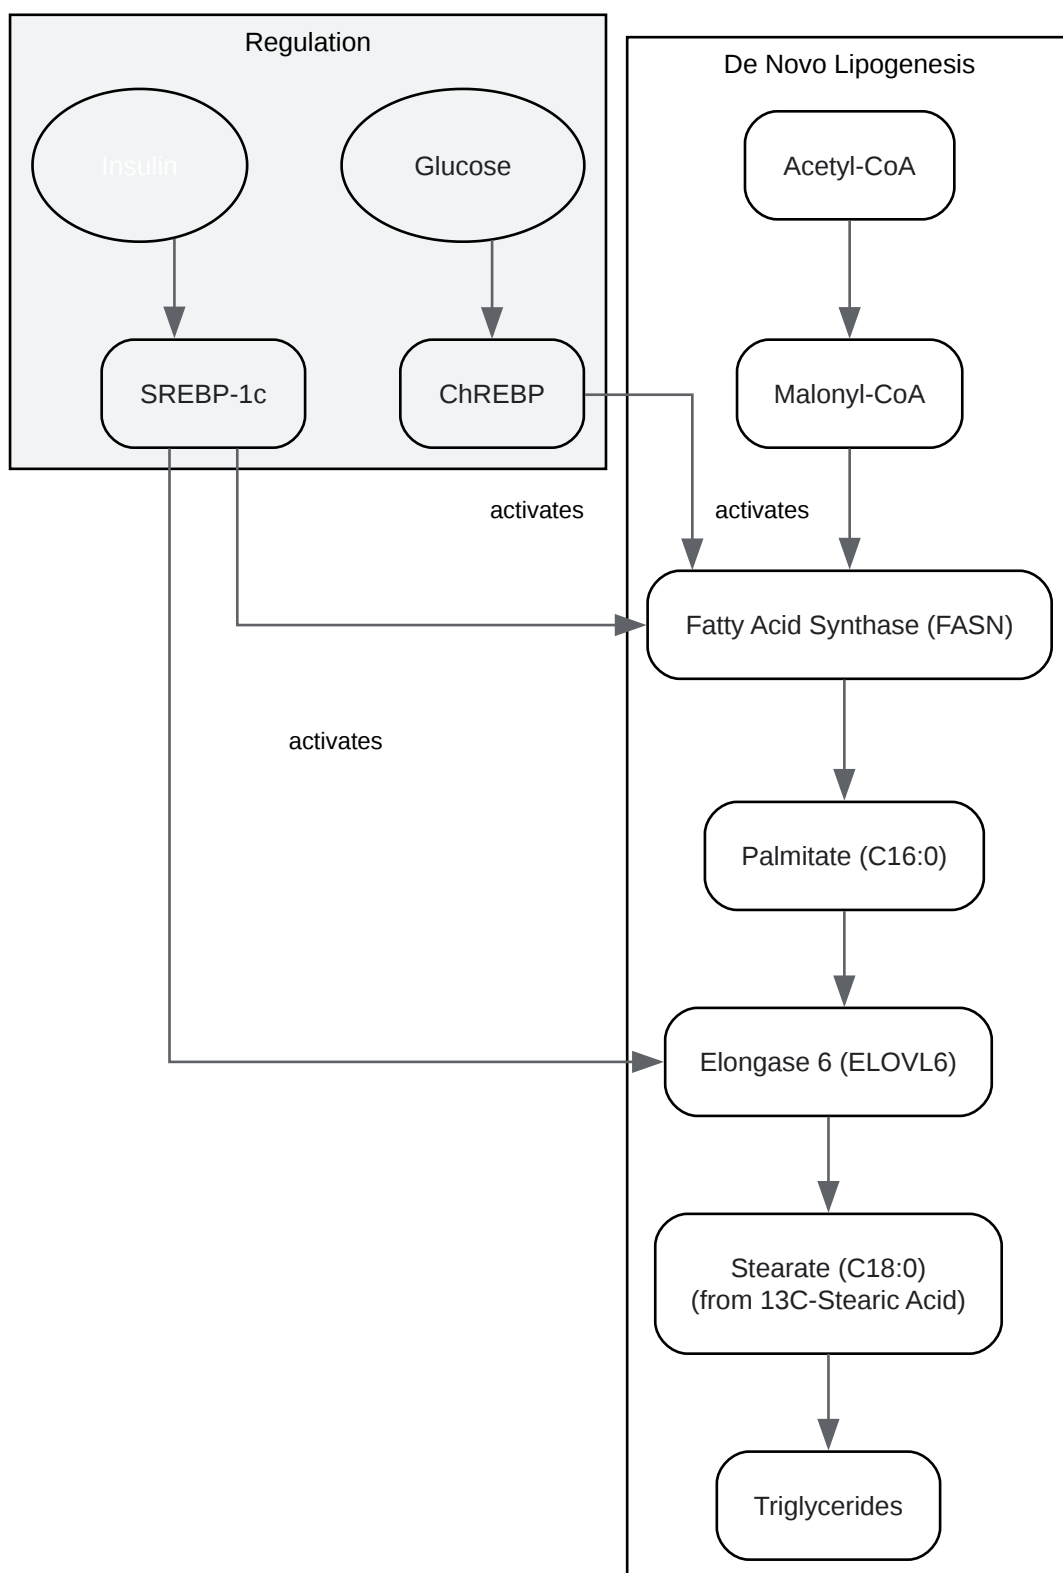 Regulation
De Novo Lipogenesis
Insulin
Glucose
Acetyl-CoA
SREBP-1c
ChREBP
Malonyl-CoA
activates
activates
Fatty Acid Synthase (FASN)
activates
Palmitate (C16:0)
Elongase 6 (ELOVL6)
Stearate (C18:0)
(from 13C-Stearic Acid)
Triglycerides